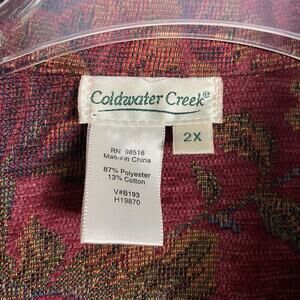 Coldwater Creek®
2X
RN 98516
Made in China
87% Polyester
13% Cotton
V#B193
H19870